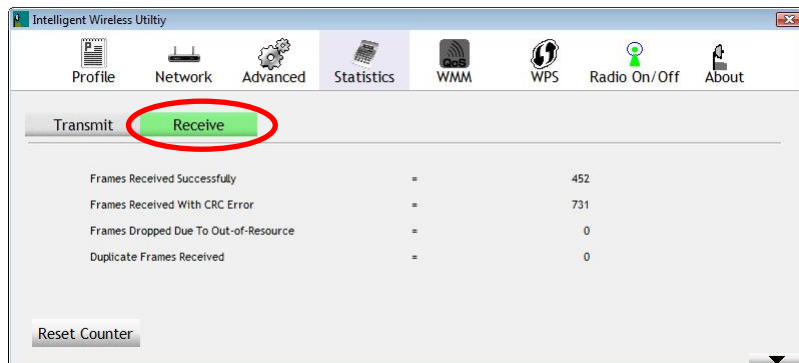 Intelligent Wireless Utiltiy
Profile Network Advanced Statistics QoS WMM WPS Radio On/Off About
Transmit Receive
Frames Received Successfully = 452
Frames Received With CRC Error = 731
Frames Dropped Due To Out-of-Resource = 0
Duplicate Frames Received = 0
Reset Counter